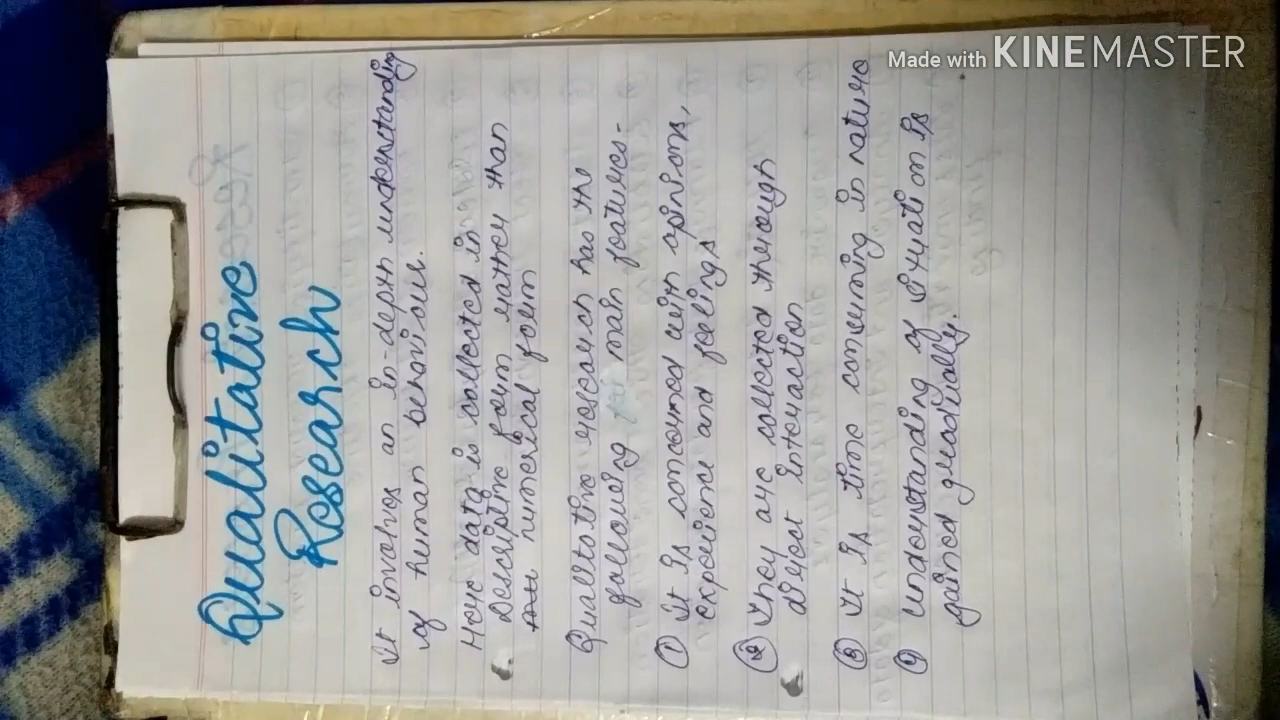 Made with KINEMASTER
Qualitative
Research
It involves an in-depth understanding
of human behaviour.
Here data is collected in
Descriptive form rather than
numerical form
Qualitative research has the
following main features-
① It is concerned with opinions,
experience and feelings
② They are collected through
direct interaction
③ It is time consuming in nature
④ Understanding of situation is
gained gradually.